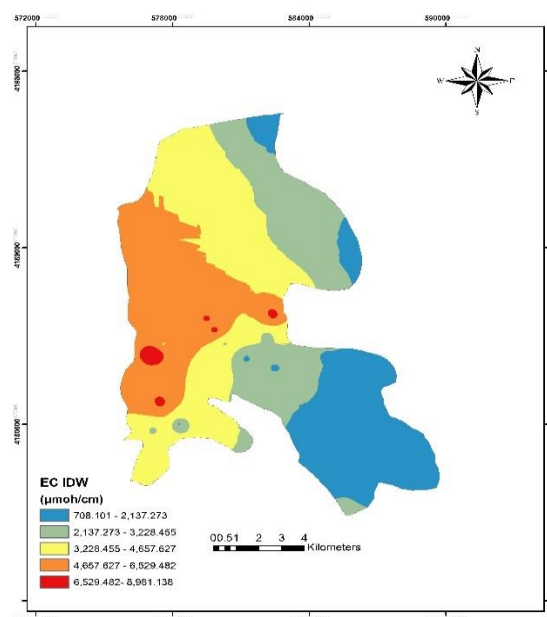 572000 578000 584000 590000
N
W E
S
EC IDW
(µmoh/cm)
708.101 - 2,137.273
2,137.273 - 3,228.455
3,228.455 - 4,657.627
4,657.627 - 6,529.482
6,529.482- 8,981.138
00.51 2 3 4
Kilometers